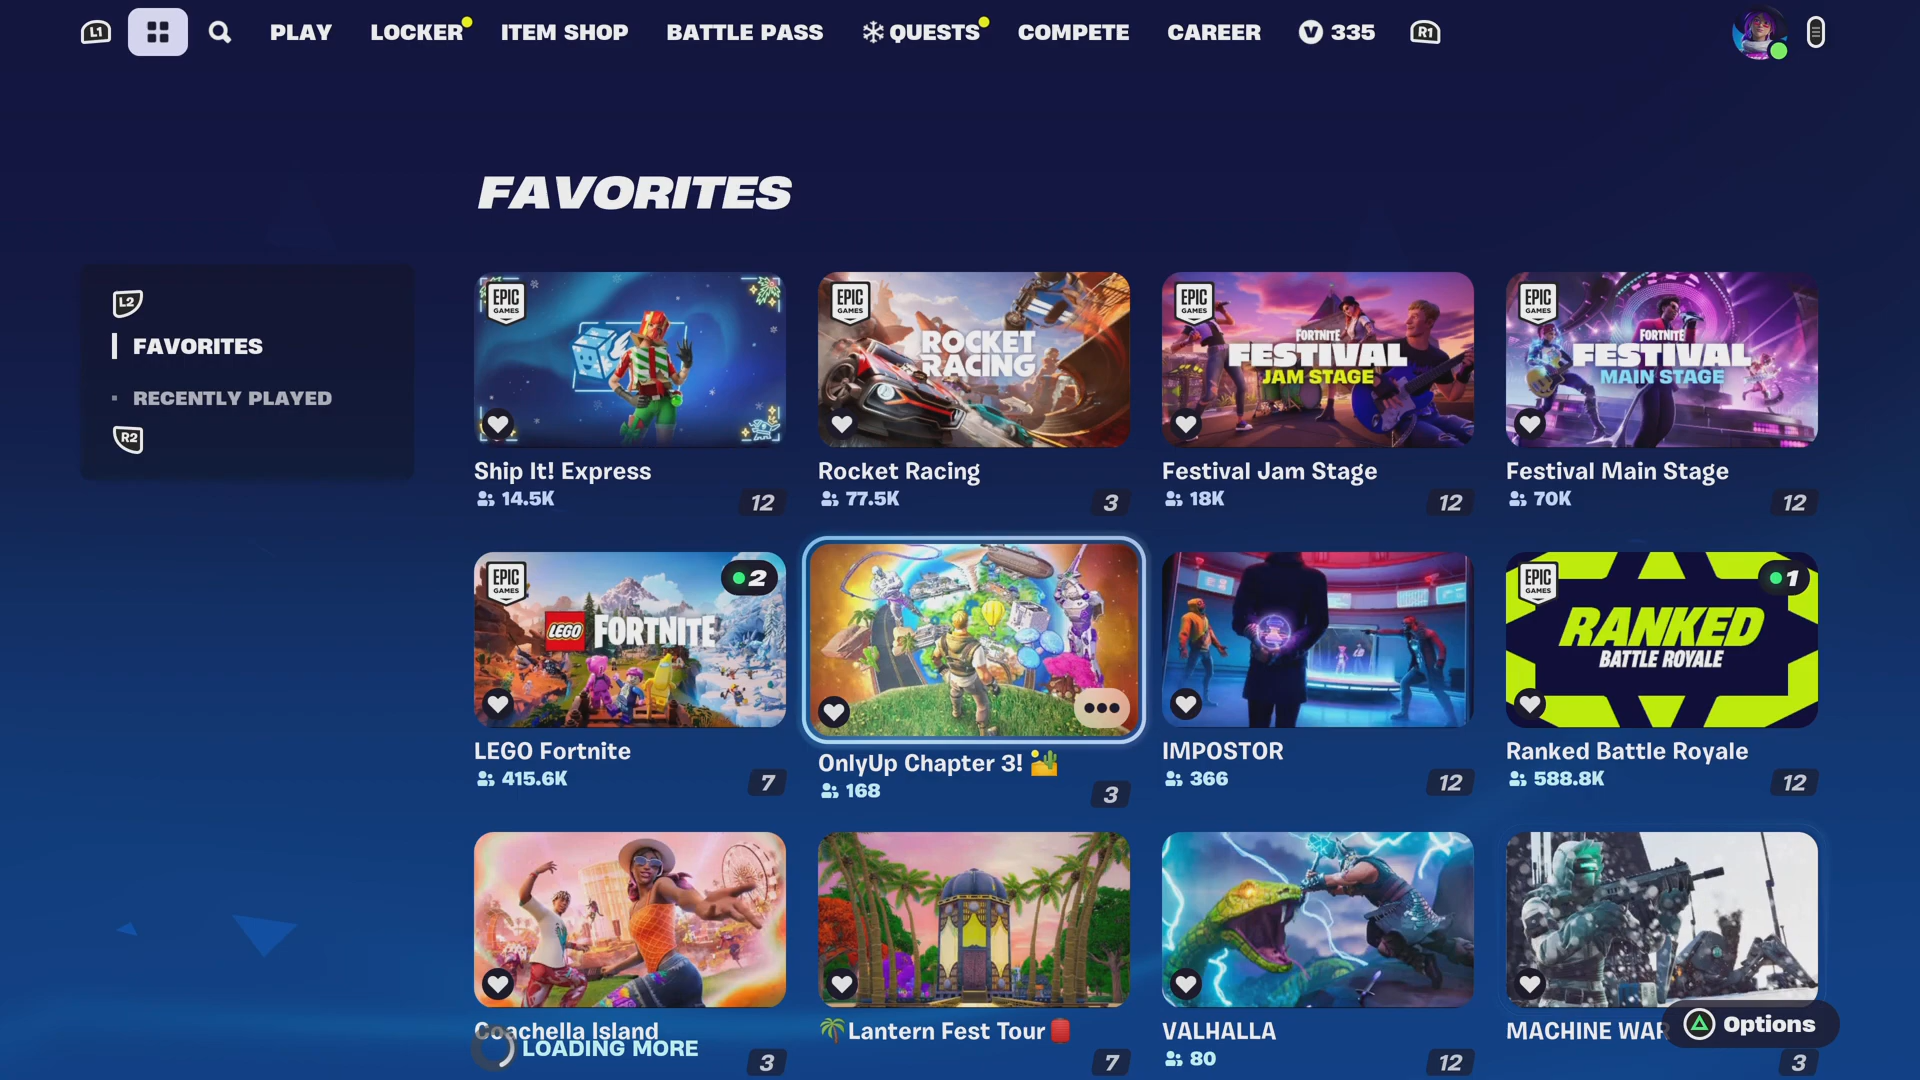 L1 PLAY LOCKER ITEM SHOP BATTLE PASS QUESTS COMPETE CAREER V 335 R1
FAVORITES
L2
FAVORITES
RECENTLY PLAYED
R2
EPIC GAMES
Ship It! Express
14.5K 12
EPIC GAMES
ROCKET RACING
Rocket Racing
77.5K 3
EPIC GAMES
FORTNITE
FESTIVAL
JAM STAGE
Festival Jam Stage
18K 12
EPIC GAMES
FORTNITE
FESTIVAL
MAIN STAGE
Festival Main Stage
70K 12
EPIC GAMES
2
LEGO FORTNITE
LEGO Fortnite
415.6K 7
OnlyUp Chapter 3! 🏜️
168 3
IMPOSTOR
366 12
EPIC GAMES
1
RANKED
BATTLE ROYALE
Ranked Battle Royale
588.8K 12
Coachella Island
LOADING MORE
3
🌴Lantern Fest Tour🏮
7
VALHALLA
80 12
MACHINE WAR
3
Options